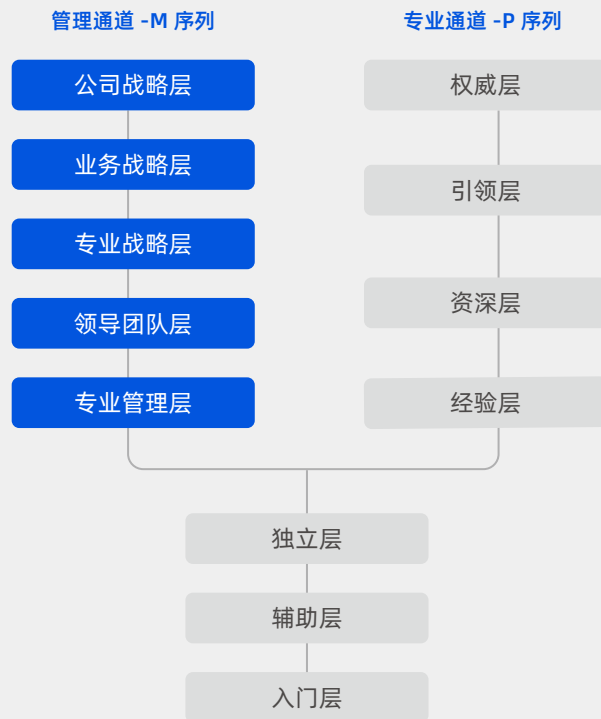 管理通道 -M 序列
专业通道 -P 序列
公司战略层
权威层
业务战略层
引领层
专业战略层
资深层
领导团队层
专业管理层
经验层
独立层
辅助层
入门层